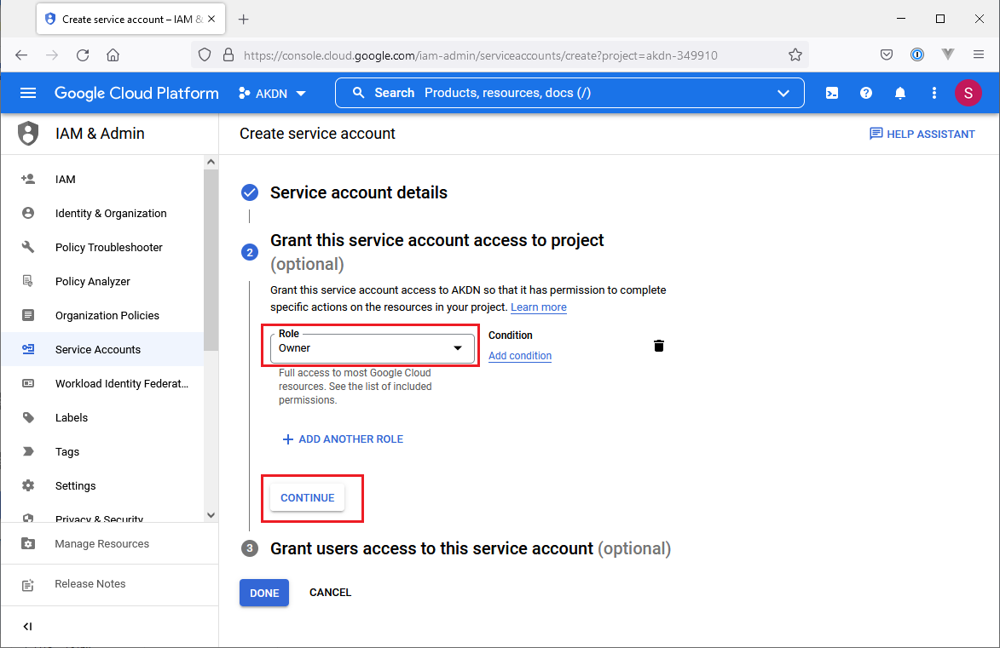 Create service account – IAM &
https://console.cloud.google.com/iam-admin/serviceaccounts/create?project=akdn-349910
Google Cloud Platform
AKDN
Search Products, resources, docs (/)
S
IAM & Admin
Create service account
HELP ASSISTANT
IAM
Identity & Organization
Policy Troubleshooter
Policy Analyzer
Organization Policies
Service Accounts
Workload Identity Federat...
Labels
Tags
Settings
Privacy & Security
Manage Resources
Release Notes
Service account details
2
Grant this service account access to project
(optional)
Grant this service account access to AKDN so that it has permission to complete
specific actions on the resources in your project. Learn more
Role
Owner
Condition
Add condition
Full access to most Google Cloud
resources. See the list of included
permissions.
+ ADD ANOTHER ROLE
CONTINUE
3
Grant users access to this service account (optional)
DONE
CANCEL